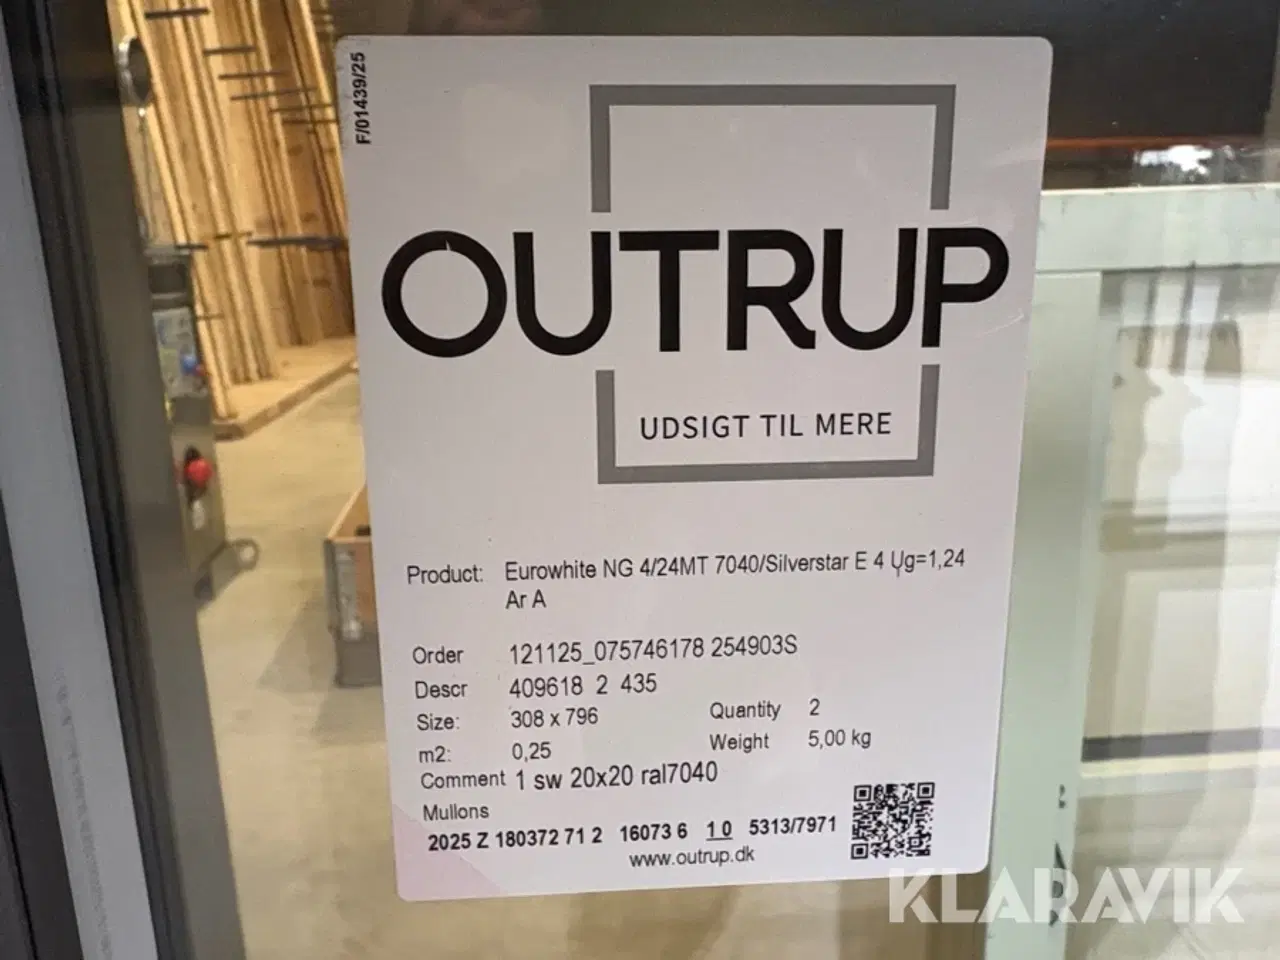 F/01439/25
OUTRUP
UDSIGT TIL MERE
Product: Eurowhite NG 4/24MT 7040/Silverstar E 4 Ug=1,24
Ar A
Order 121125_075746178 254903S
Descr 409618 2 435
Size: 308 x 796 Quantity 2
m2: 0,25 Weight 5,00 kg
Comment 1 sw 20x20 ral7040
Mullons
2025 Z 180372 71 2 16073 6 1 0 5313/7971
www.outrup.dk
KLARAVIK